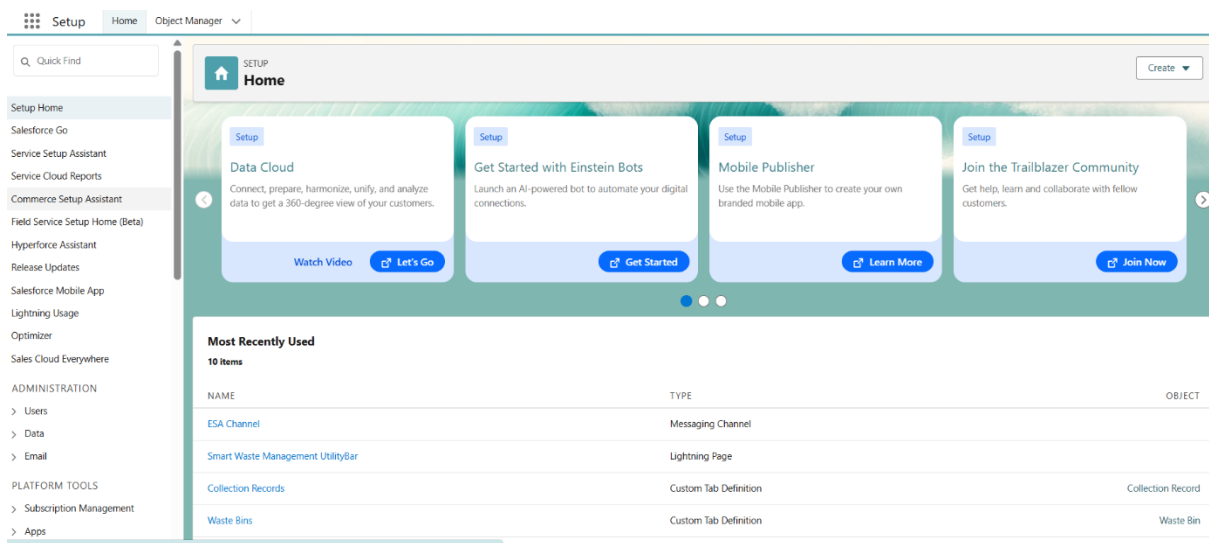 Setup
Home
Object Manager
Quick Find
Setup Home
Salesforce Go
Service Setup Assistant
Service Cloud Reports
Commerce Setup Assistant
Field Service Setup Home (Beta)
Hyperforce Assistant
Release Updates
Salesforce Mobile App
Lightning Usage
Optimizer
Sales Cloud Everywhere
ADMINISTRATION
Users
Data
Email
PLATFORM TOOLS
Subscription Management
Apps
SETUP
Home
Create
Setup
Data Cloud
Connect, prepare, harmonize, unify, and analyze
data to get a 360-degree view of your customers.
Watch Video
Let's Go
Setup
Get Started with Einstein Bots
Launch an AI-powered bot to automate your digital
connections.
Get Started
Setup
Mobile Publisher
Use the Mobile Publisher to create your own
branded mobile app.
Learn More
Setup
Join the Trailblazer Community
Get help, learn and collaborate with fellow
customers.
Join Now
Most Recently Used
10 items
NAME TYPE OBJECT
ESA Channel Messaging Channel
Smart Waste Management UtilityBar Lightning Page
Collection Records Custom Tab Definition Collection Record
Waste Bins Custom Tab Definition Waste Bin